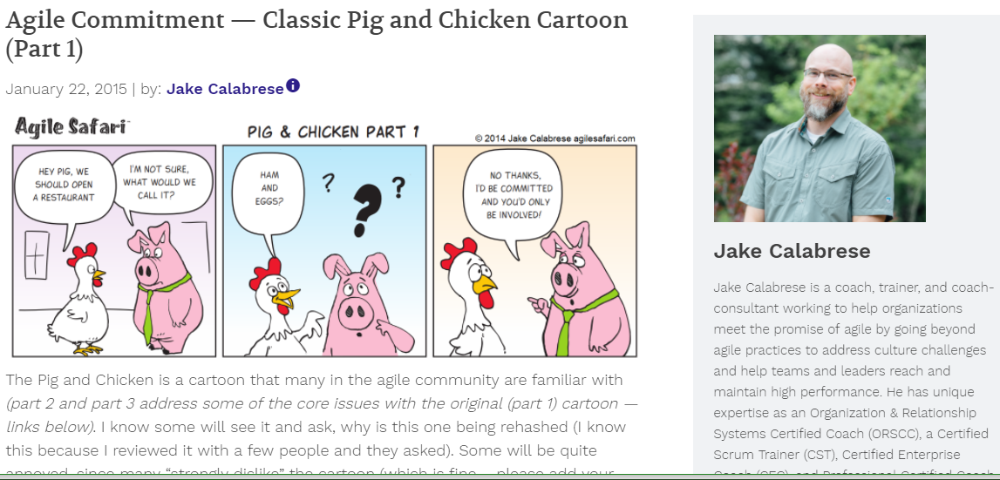 Agile Commitment — Classic Pig and Chicken Cartoon
(Part 1)
January 22, 2015 | by: Jake Calabrese i
Agile Safari
PIG & CHICKEN PART 1
© 2014 Jake Calabrese agilesafari.com
HEY PIG, WE
SHOULD OPEN
A RESTAURANT
I'M NOT SURE,
WHAT WOULD WE
CALL IT?
HAM
AND
EGGS?
? ? ?
NO THANKS,
I'D BE COMMITTED
AND YOU'D ONLY
BE INVOLVED!
The Pig and Chicken is a cartoon that many in the agile community are familiar with
(part 2 and part 3 address some of the core issues with the original (part 1) cartoon —
links below). I know some will see it and ask, why is this one being rehashed (I know
this because I reviewed it with a few people and they asked). Some will be quite
annoyed, since many “strongly dislike” the cartoon (which is fine — please add your
Jake Calabrese
Jake Calabrese is a coach, trainer, and coach-
consultant working to help organizations
meet the promise of agile by going beyond
agile practices to address culture challenges
and help teams and leaders reach and
maintain high performance. He has unique
expertise as an Organization & Relationship
Systems Certified Coach (ORSCC), a Certified
Scrum Trainer (CST), Certified Enterprise
Coach (CEC), and Professional Certified Coach